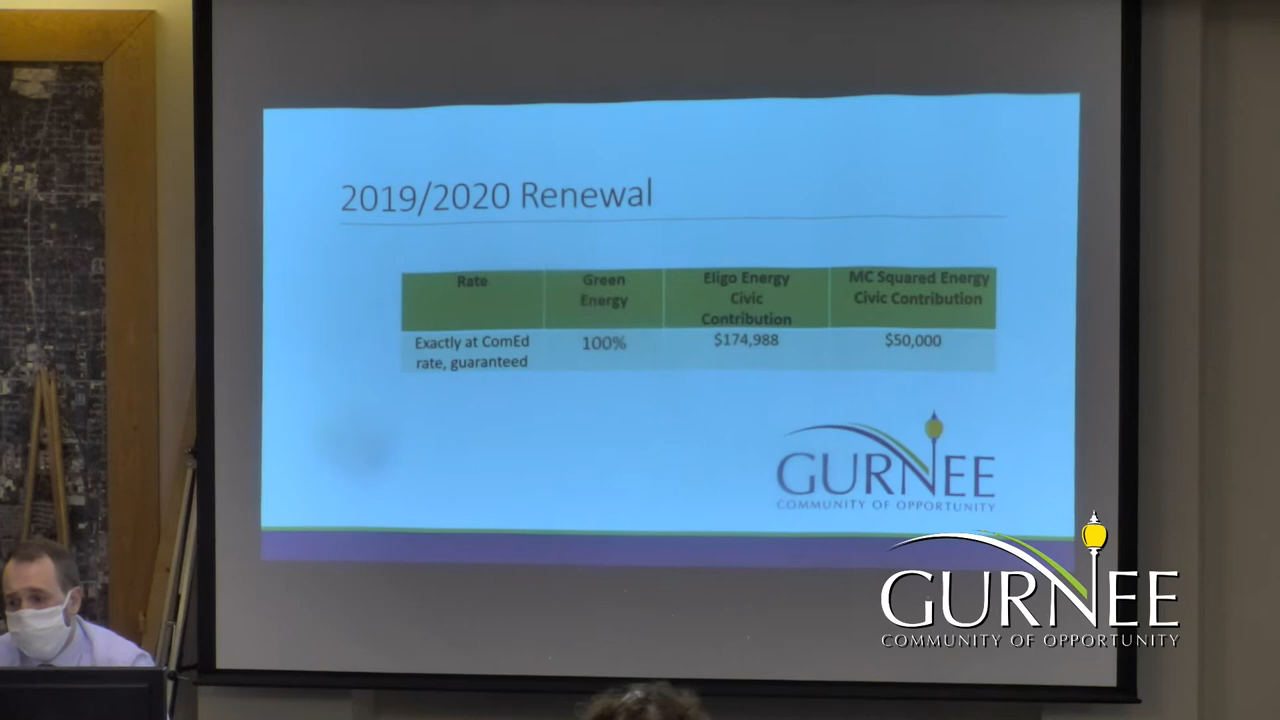 2019/2020 Renewal
Rate
Green
Energy
Eligo Energy
Civic
Contribution
MC Squared Energy
Civic Contribution
Exactly at ComEd
rate, guaranteed
100%
$174,988
$50,000
GURNEE
COMMUNITY OF OPPORTUNITY
GURNEE
COMMUNITY OF OPPORTUNITY